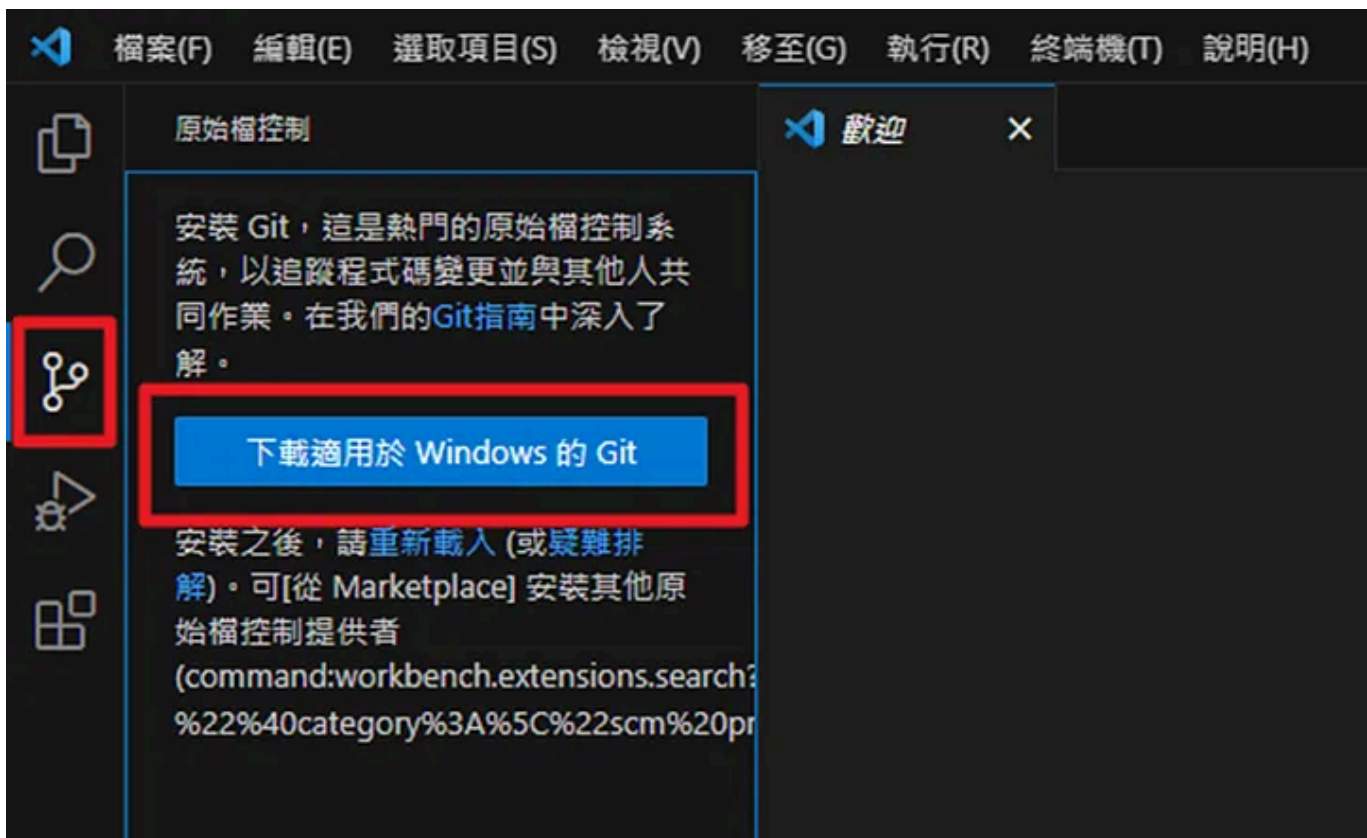 檔案(F) 編輯(E) 選取項目(S) 檢視(V) 移至(G) 執行(R) 終端機(T) 說明(H)
原始檔控制
歡迎
安裝 Git，這是熱門的原始檔控制系
統，以追蹤程式碼變更並與其他人共
同作業。在我們的Git指南中深入了
解。
下載適用於 Windows 的 Git
安裝之後，請重新載入 (或疑難排
解)。可[從 Marketplace] 安裝其他原
始檔控制提供者
(command:workbench.extensions.search?
%22%40category%3A%5C%22scm%20pr